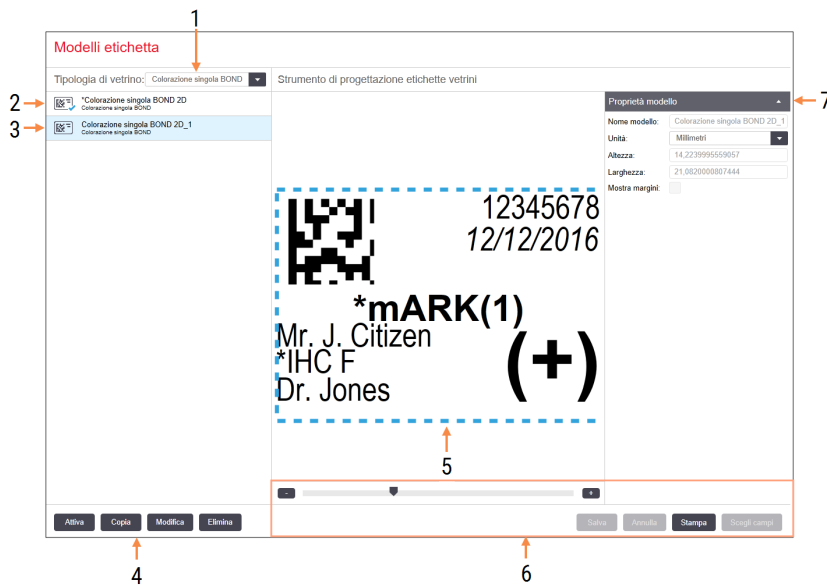 1
Modelli etichetta
Tipologia di vetrino: Colorazione singola BOND
Strumento di progettazione etichette vetrini
2
*Colorazione singola BOND 2D
Colorazione singola BOND
3
Colorazione singola BOND 2D_1
Colorazione singola BOND
Proprietà modello
7
Nome modello: Colorazione singola BOND 2D_1
Unità: Millimetri
Altezza: 14,2239995559057
Larghezza: 21,0820000807444
Mostra margini:
12345678
12/12/2016
*mARK(1)
Mr. J. Citizen
*IHC F
Dr. Jones
(+)
5
- +
Attiva Copia Modifica Elimina
Salva Annulla Stampa Scegli campi
4
6